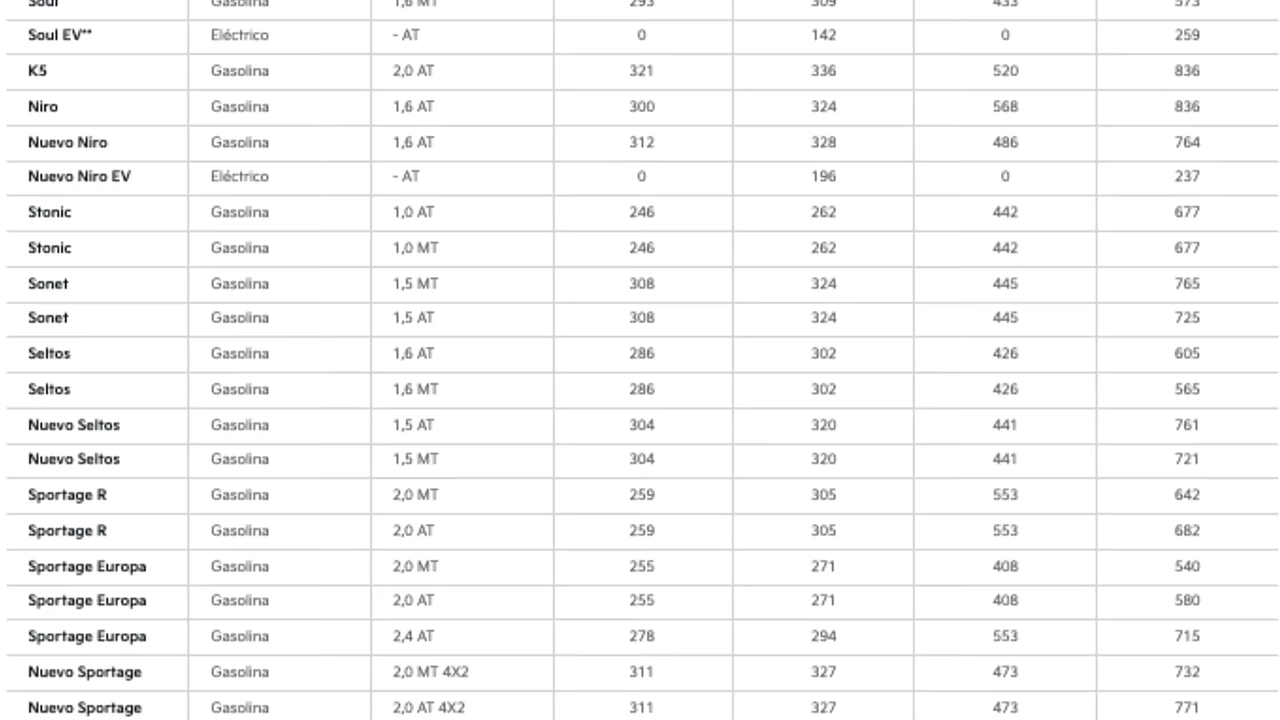 Soul Gasolina 1,6 MT 293 309 433 573
Soul EV** Eléctrico - AT 0 142 0 259
K5 Gasolina 2,0 AT 321 336 520 836
Niro Gasolina 1,6 AT 300 324 568 836
Nuevo Niro Gasolina 1,6 AT 312 328 486 764
Nuevo Niro EV Eléctrico - AT 0 196 0 237
Stonic Gasolina 1,0 AT 246 262 442 677
Stonic Gasolina 1,0 MT 246 262 442 677
Sonet Gasolina 1,5 MT 308 324 445 765
Sonet Gasolina 1,5 AT 308 324 445 725
Seltos Gasolina 1,6 AT 286 302 426 605
Seltos Gasolina 1,6 MT 286 302 426 565
Nuevo Seltos Gasolina 1,5 AT 304 320 441 761
Nuevo Seltos Gasolina 1,5 MT 304 320 441 721
Sportage R Gasolina 2,0 MT 259 305 553 642
Sportage R Gasolina 2,0 AT 259 305 553 682
Sportage Europa Gasolina 2,0 MT 255 271 408 540
Sportage Europa Gasolina 2,0 AT 255 271 408 580
Sportage Europa Gasolina 2,4 AT 278 294 553 715
Nuevo Sportage Gasolina 2,0 MT 4X2 311 327 473 732
Nuevo Sportage Gasolina 2,0 AT 4X2 311 327 473 771